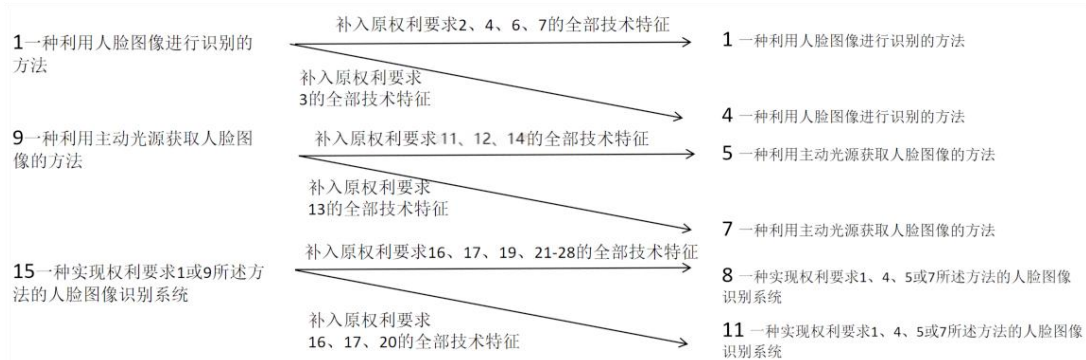 补入原权利要求2、4、6、7的全部技术特征
1一种利用人脸图像进行识别的
方法
1 一种利用人脸图像进行识别的方法
补入原权利要求
3的全部技术特征
4 一种利用人脸图像进行识别的方法
9一种利用主动光源获取人脸图
像的方法
补入原权利要求11、12、14的全部技术特征
5 一种利用主动光源获取人脸图像的方法
补入原权利要求
13的全部技术特征
7 一种利用主动光源获取人脸图像的方法
补入原权利要求16、17、19、21-28的全部技术特征
15一种实现权利要求1或9所述方
法的人脸图像识别系统
8 一种实现权利要求1、4、5或7所述方法的人脸图像
识别系统
补入原权利要求
16、17、20的全部技术特征
11 一种实现权利要求1、4、5或7所述方法的人脸图像
识别系统